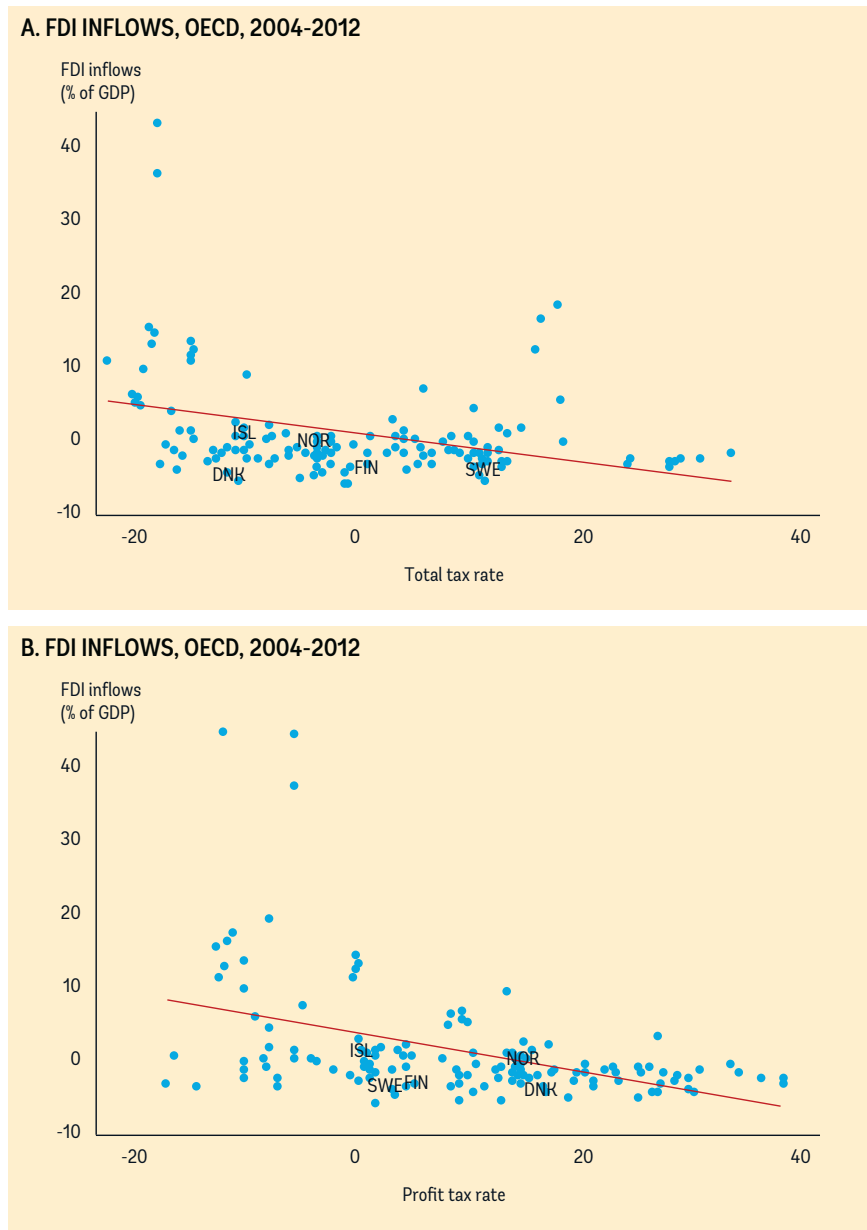 A. FDI INFLOWS, OECD, 2004-2012
FDI inflows
(% of GDP)
40
30
20
10
0
-10
ISL
NOR
DNK
FIN
SWE
-20
0
20
40
Total tax rate
B. FDI INFLOWS, OECD, 2004-2012
FDI inflows
(% of GDP)
40
30
20
10
0
-10
ISL
NOR
SWE
FIN
DNK
-20
0
20
40
Profit tax rate